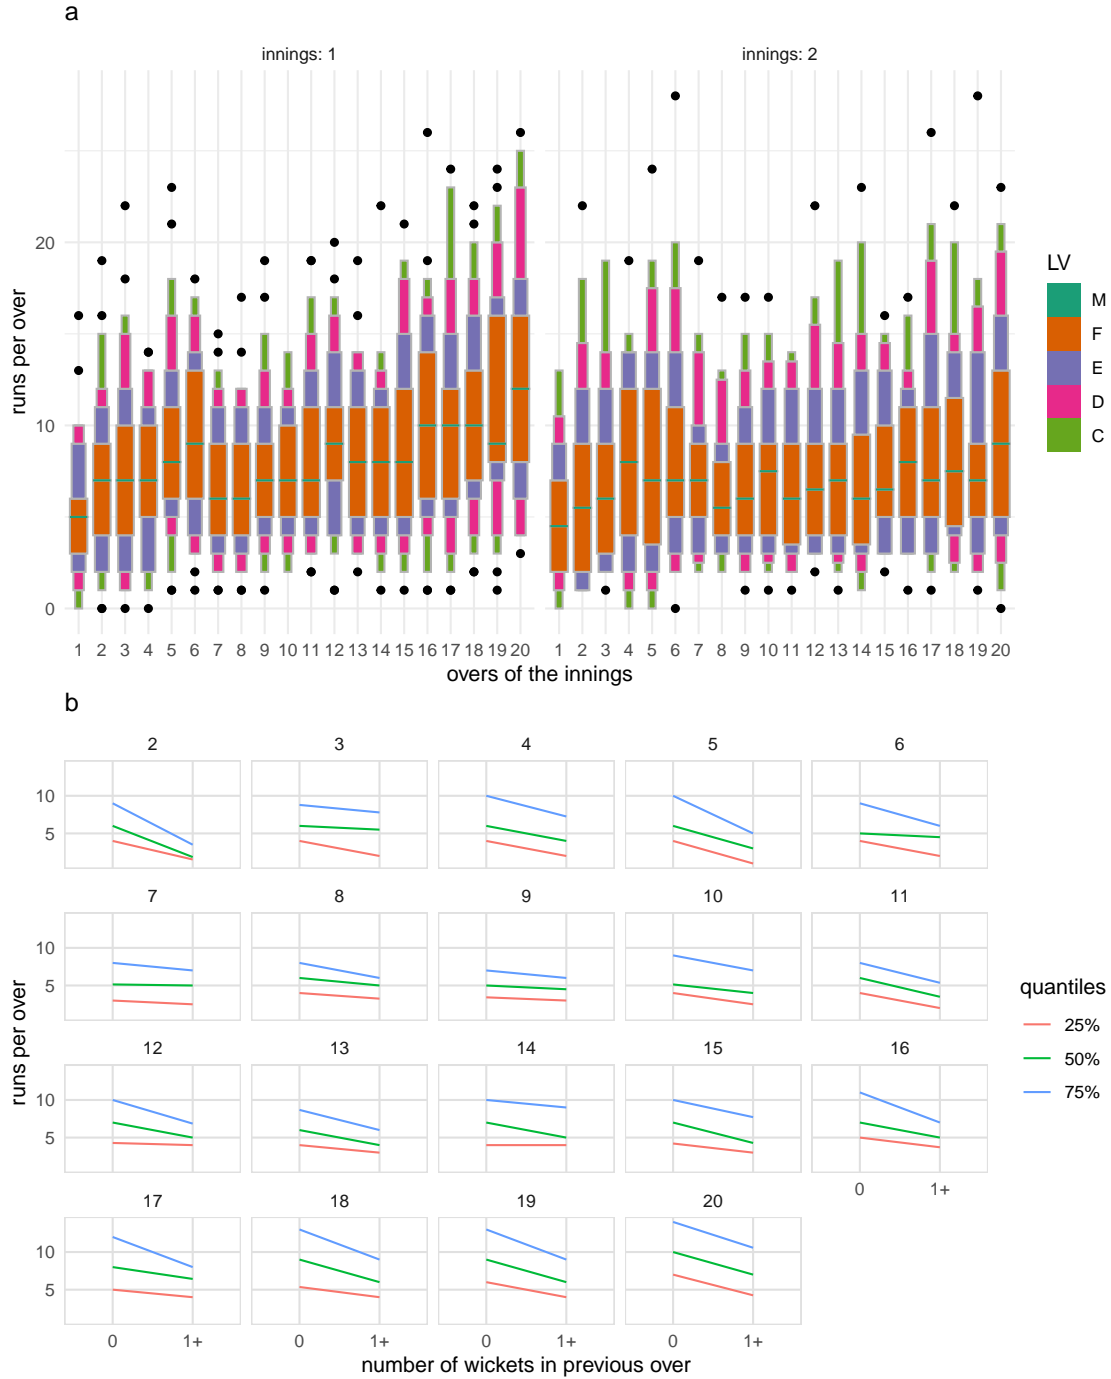 a
innings: 1
innings: 2
20
10
0
runs per over
1 2 3 4 5 6 7 8 9 10 11 12 13 14 15 16 17 18 19 20
1 2 3 4 5 6 7 8 9 10 11 12 13 14 15 16 17 18 19 20
overs of the innings
LV
M
F
E
D
C
b
2 3 4 5 6
10
5
7 8 9 10 11
10
5
12 13 14 15 16
10
5
0 1+
17 18 19 20
10
5
0 1+ 0 1+ 0 1+ 0 1+
runs per over
number of wickets in previous over
quantiles
25%
50%
75%